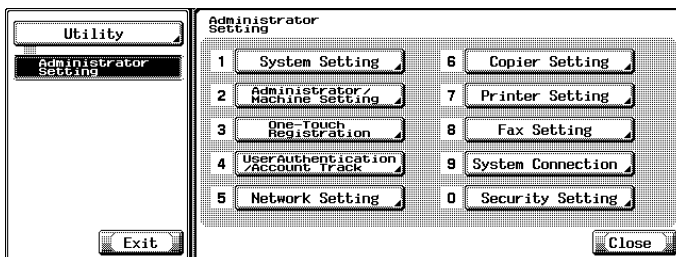 Utility
Administrator
Setting
Exit
Administrator
Setting
1 System Setting
2 Administrator/
Machine Setting
3 One-Touch
Registration
4 UserAuthentication
/Account Track
5 Network Setting
6 Copier Setting
7 Printer Setting
8 Fax Setting
9 System Connection
0 Security Setting
Close